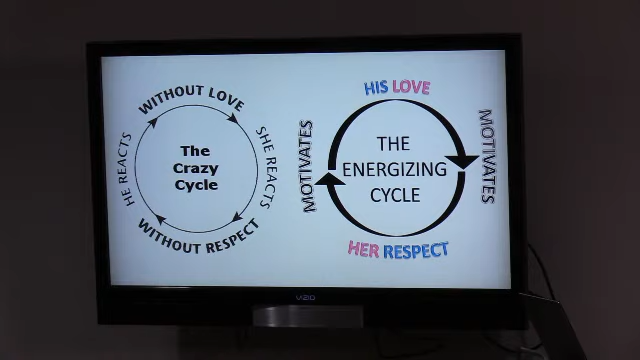 WITHOUT LOVE
SHE REACTS
WITHOUT RESPECT
HE REACTS
The
Crazy
Cycle
HIS LOVE
MOTIVATES
HER RESPECT
MOTIVATES
THE
ENERGIZING
CYCLE
VIZIO